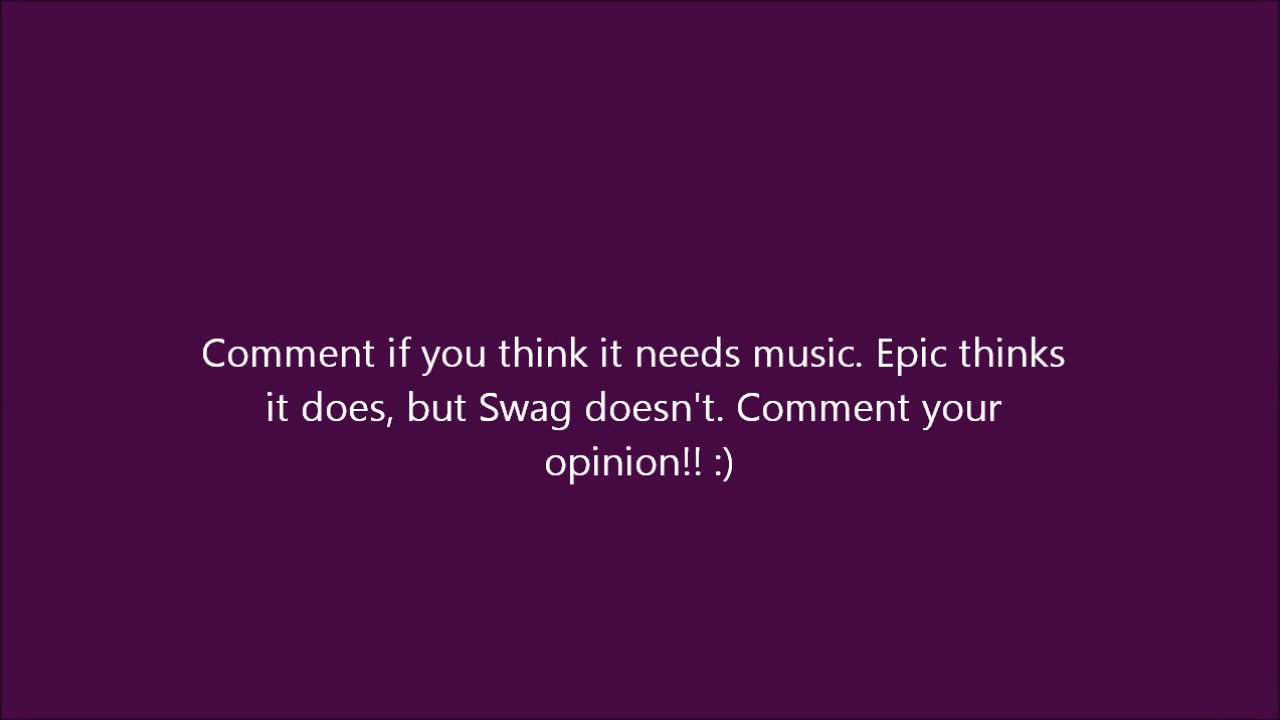 Comment if you think it needs music. Epic thinks
it does, but Swag doesn't. Comment your
opinion!! :)